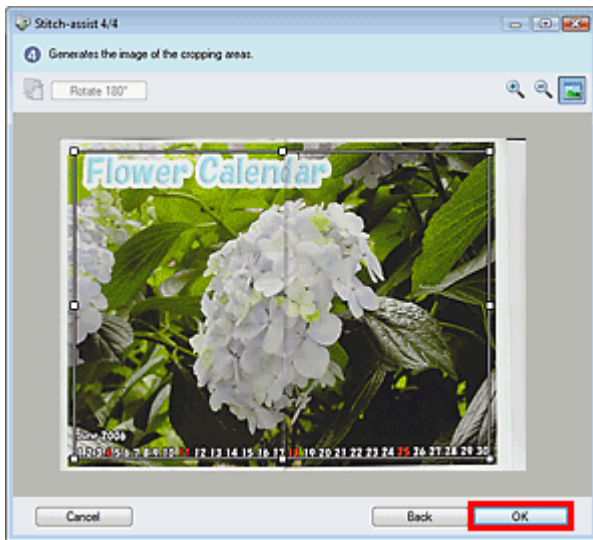 Stitch-assist 4/4
4 Generates the image of the cropping areas.
Rotate 180°
Flower Calendar
June 2006
1 2 3 4 5 6 7 8 9 10 11 12 13 14 15 16 17 18 19 20 21 22 23 24 25 26 27 28 29 30
Cancel Back OK